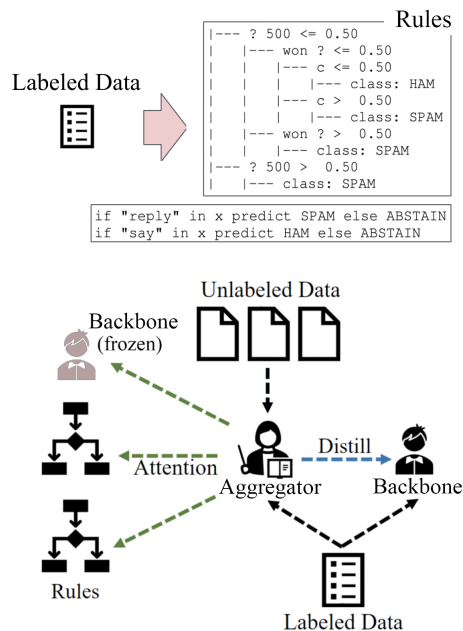 Rules
Labeled Data
|--- ? 500 <= 0.50
|   |--- won ? <= 0.50
|   |   |--- c <= 0.50
|   |   |   |--- class: HAM
|   |   |--- c >  0.50
|   |   |   |--- class: SPAM
|   |--- won ? >  0.50
|   |   |--- class: SPAM
|--- ? 500 >  0.50
|   |--- class: SPAM
if "reply" in x predict SPAM else ABSTAIN
if "say" in x predict HAM else ABSTAIN
Unlabeled Data
Backbone
(frozen)
Attention
Distill
Aggregator
Backbone
Rules
Labeled Data